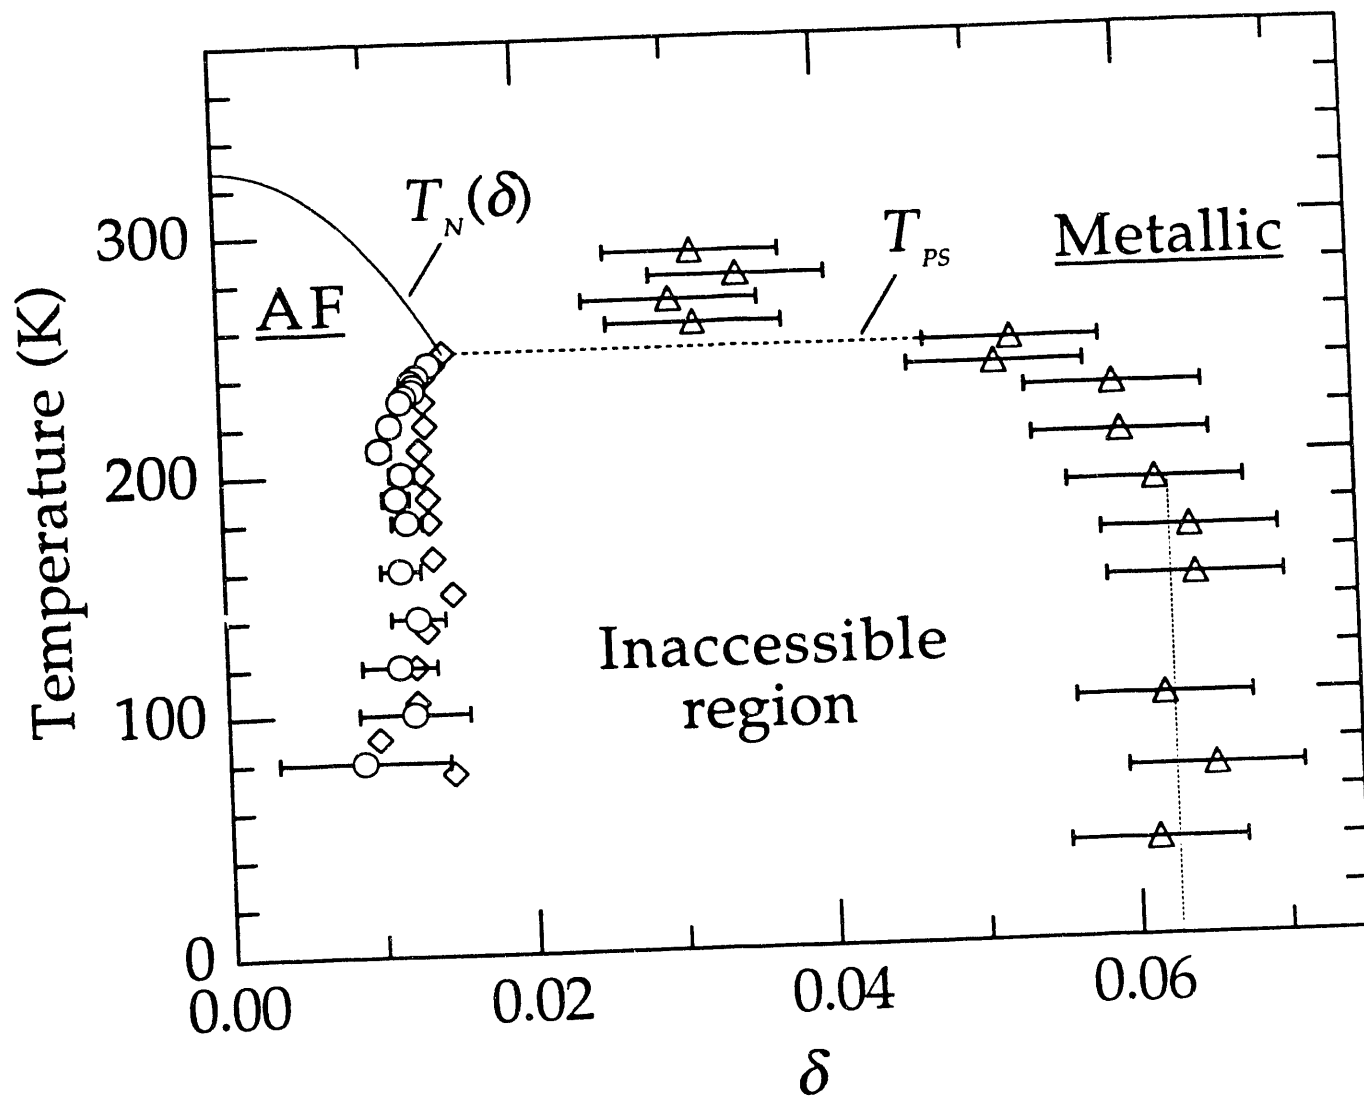 T_N(δ)
T_PS
Metallic
AF
300
200
100
0
Temperature (K)
Inaccessible
region
0.00
0.02
0.04
0.06
δ